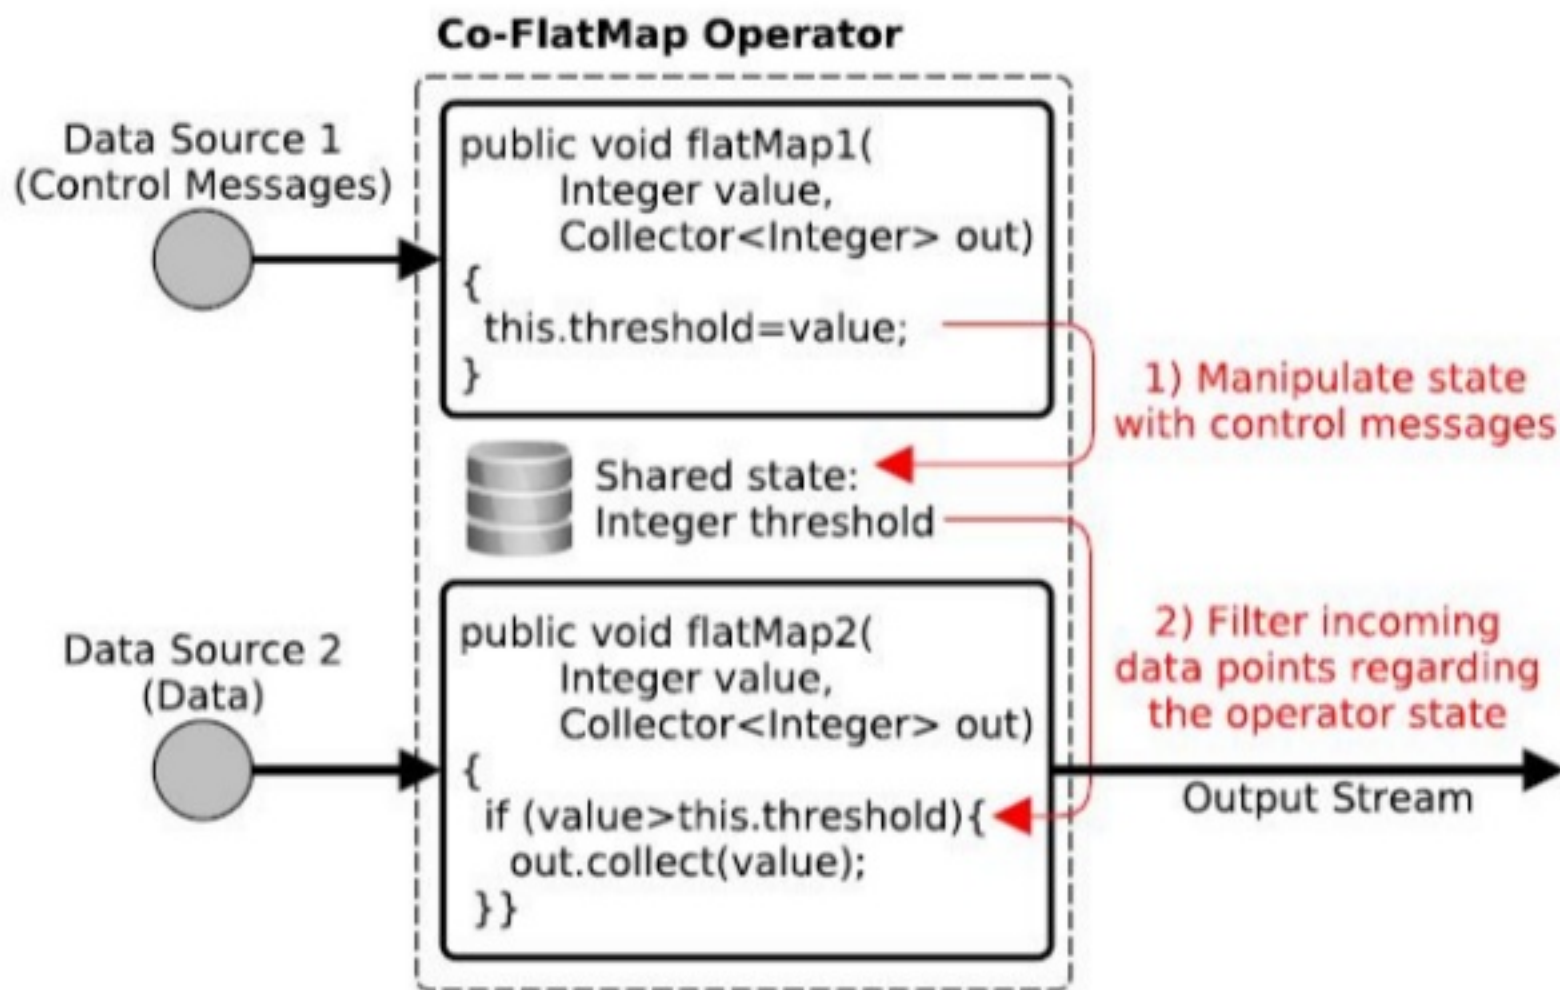 Co-FlatMap Operator
Data Source 1
(Control Messages)
public void flatMap1(
Integer value,
Collector<Integer> out)
{
this.threshold=value;
}
1) Manipulate state
with control messages
Shared state:
Integer threshold
Data Source 2
(Data)
public void flatMap2(
Integer value,
Collector<Integer> out)
{
if (value>this.threshold){
out.collect(value);
}}
2) Filter incoming
data points regarding
the operator state
Output Stream